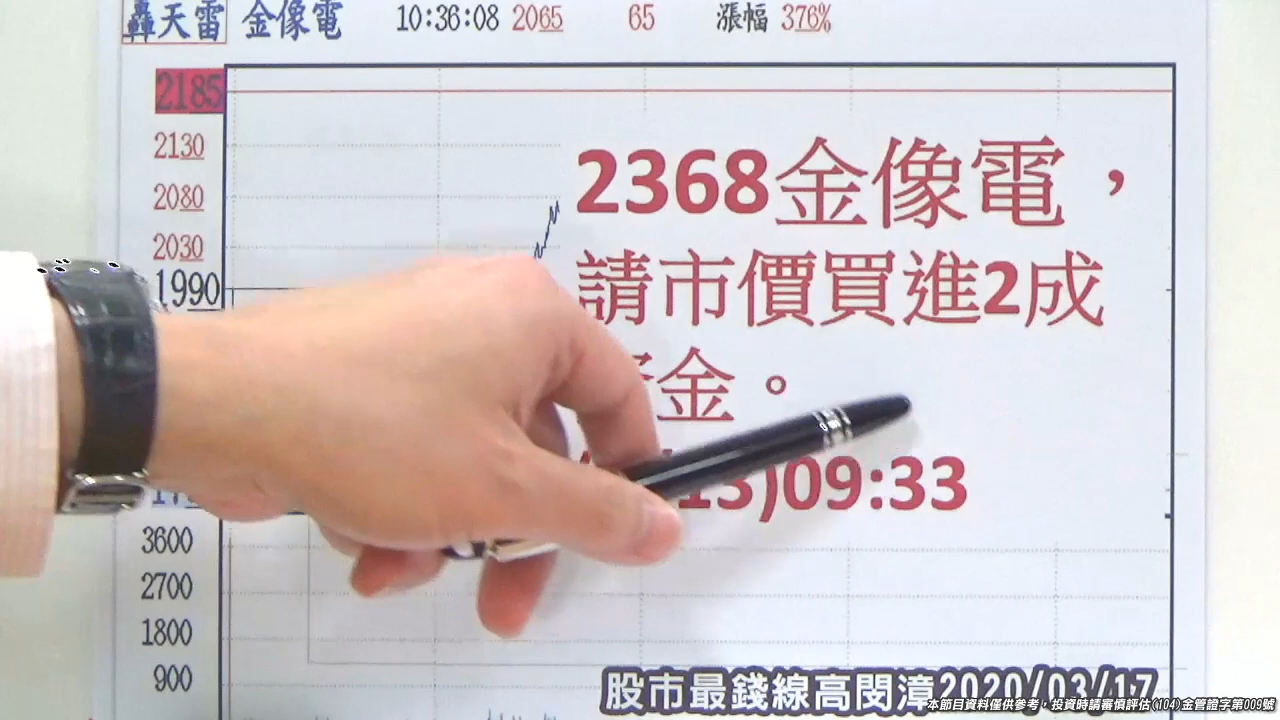 轟天雷 金像電 10:36:08 2065 65 漲幅 376%
2185
2130
2080
2030
1990
2368金像電，
請市價買進2成
金。
13)09:33
3600
2700
1800
900
股市最錢線高閔漳2020/03/17
本節目資料僅供參考，投資時請審慎評估(104)金管證字第009號